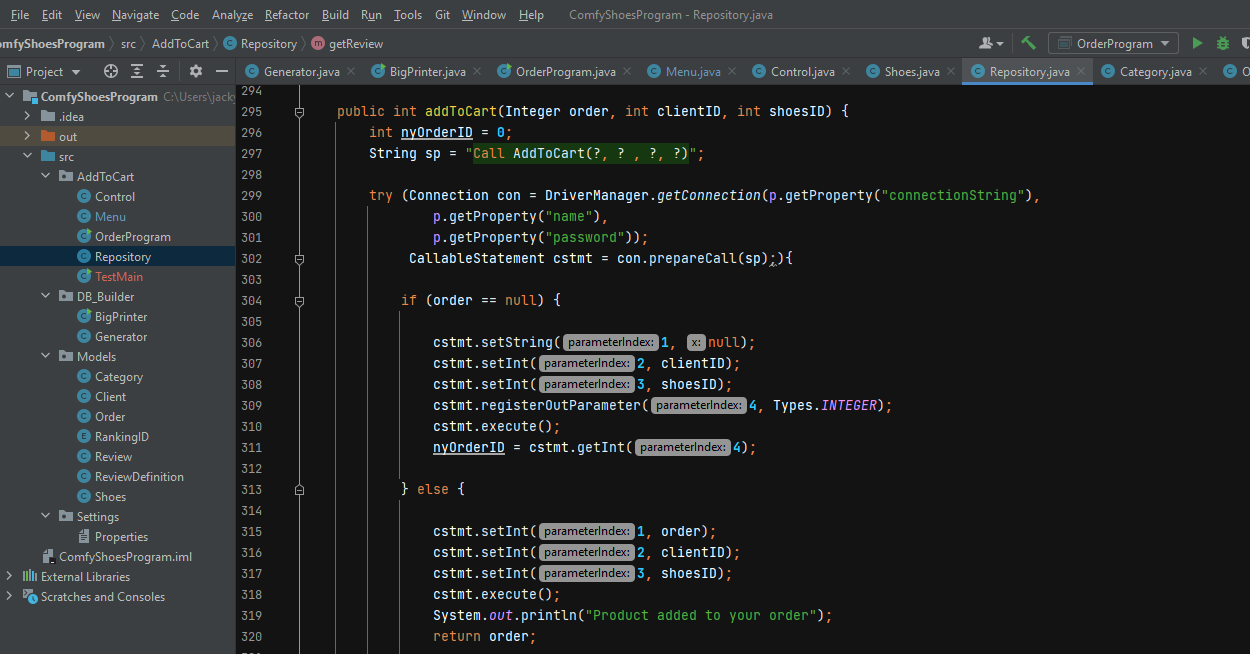 File Edit View Navigate Code Analyze Refactor Build Run Tools Git Window Help ComfyShoesProgram - Repository.java
omfyShoesProgram src AddToCart Repository getReview OrderProgram
Project Generator.java BigPrinter.java OrderProgram.java Menu.java Control.java Shoes.java Repository.java Category.java O
ComfyShoesProgram C:\Users\jacky
.idea
out
src
AddToCart
Control
Menu
OrderProgram
Repository
TestMain
DB_Builder
BigPrinter
Generator
Models
Category
Client
Order
RankingID
Review
ReviewDefinition
Shoes
Settings
Properties
ComfyShoesProgram.iml
External Libraries
Scratches and Consoles
294
295 public int addToCart(Integer order, int clientID, int shoesID) {
296 int nyOrderID = 0;
297 String sp = "Call AddToCart(?, ? , ?, ?)";
298
299 try (Connection con = DriverManager.getConnection(p.getProperty("connectionString"),
300 p.getProperty("name"),
301 p.getProperty("password"));
302 CallableStatement cstmt = con.prepareCall(sp);){
303
304 if (order == null) {
305
306 cstmt.setString( parameterIndex: 1, x: null);
307 cstmt.setInt( parameterIndex: 2, clientID);
308 cstmt.setInt( parameterIndex: 3, shoesID);
309 cstmt.registerOutParameter( parameterIndex: 4, Types.INTEGER);
310 cstmt.execute();
311 nyOrderID = cstmt.getInt( parameterIndex: 4);
312
313 } else {
314
315 cstmt.setInt( parameterIndex: 1, order);
316 cstmt.setInt( parameterIndex: 2, clientID);
317 cstmt.setInt( parameterIndex: 3, shoesID);
318 cstmt.execute();
319 System.out.println("Product added to your order");
320 return order;